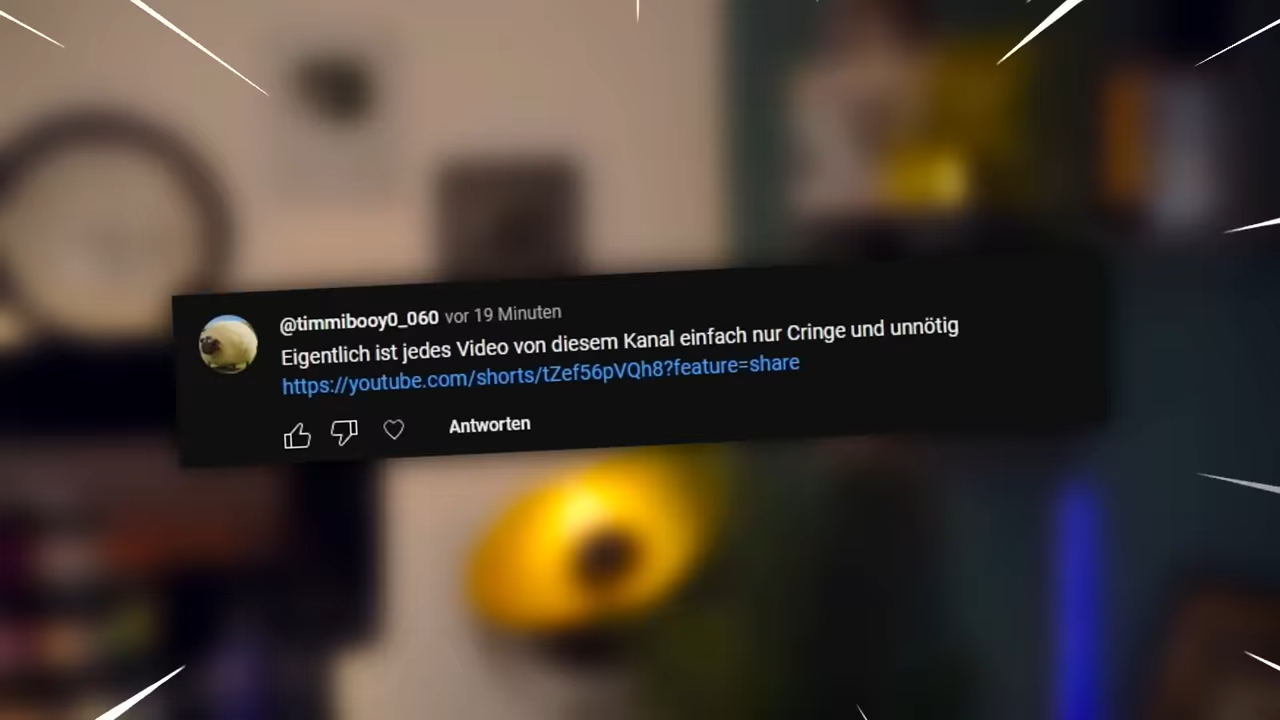 @timmibooy0_060 vor 19 Minuten
Eigentlich ist jedes Video von diesem Kanal einfach nur Cringe und unnötig
https://youtube.com/shorts/tZef56pVQh8?feature=share
Antworten